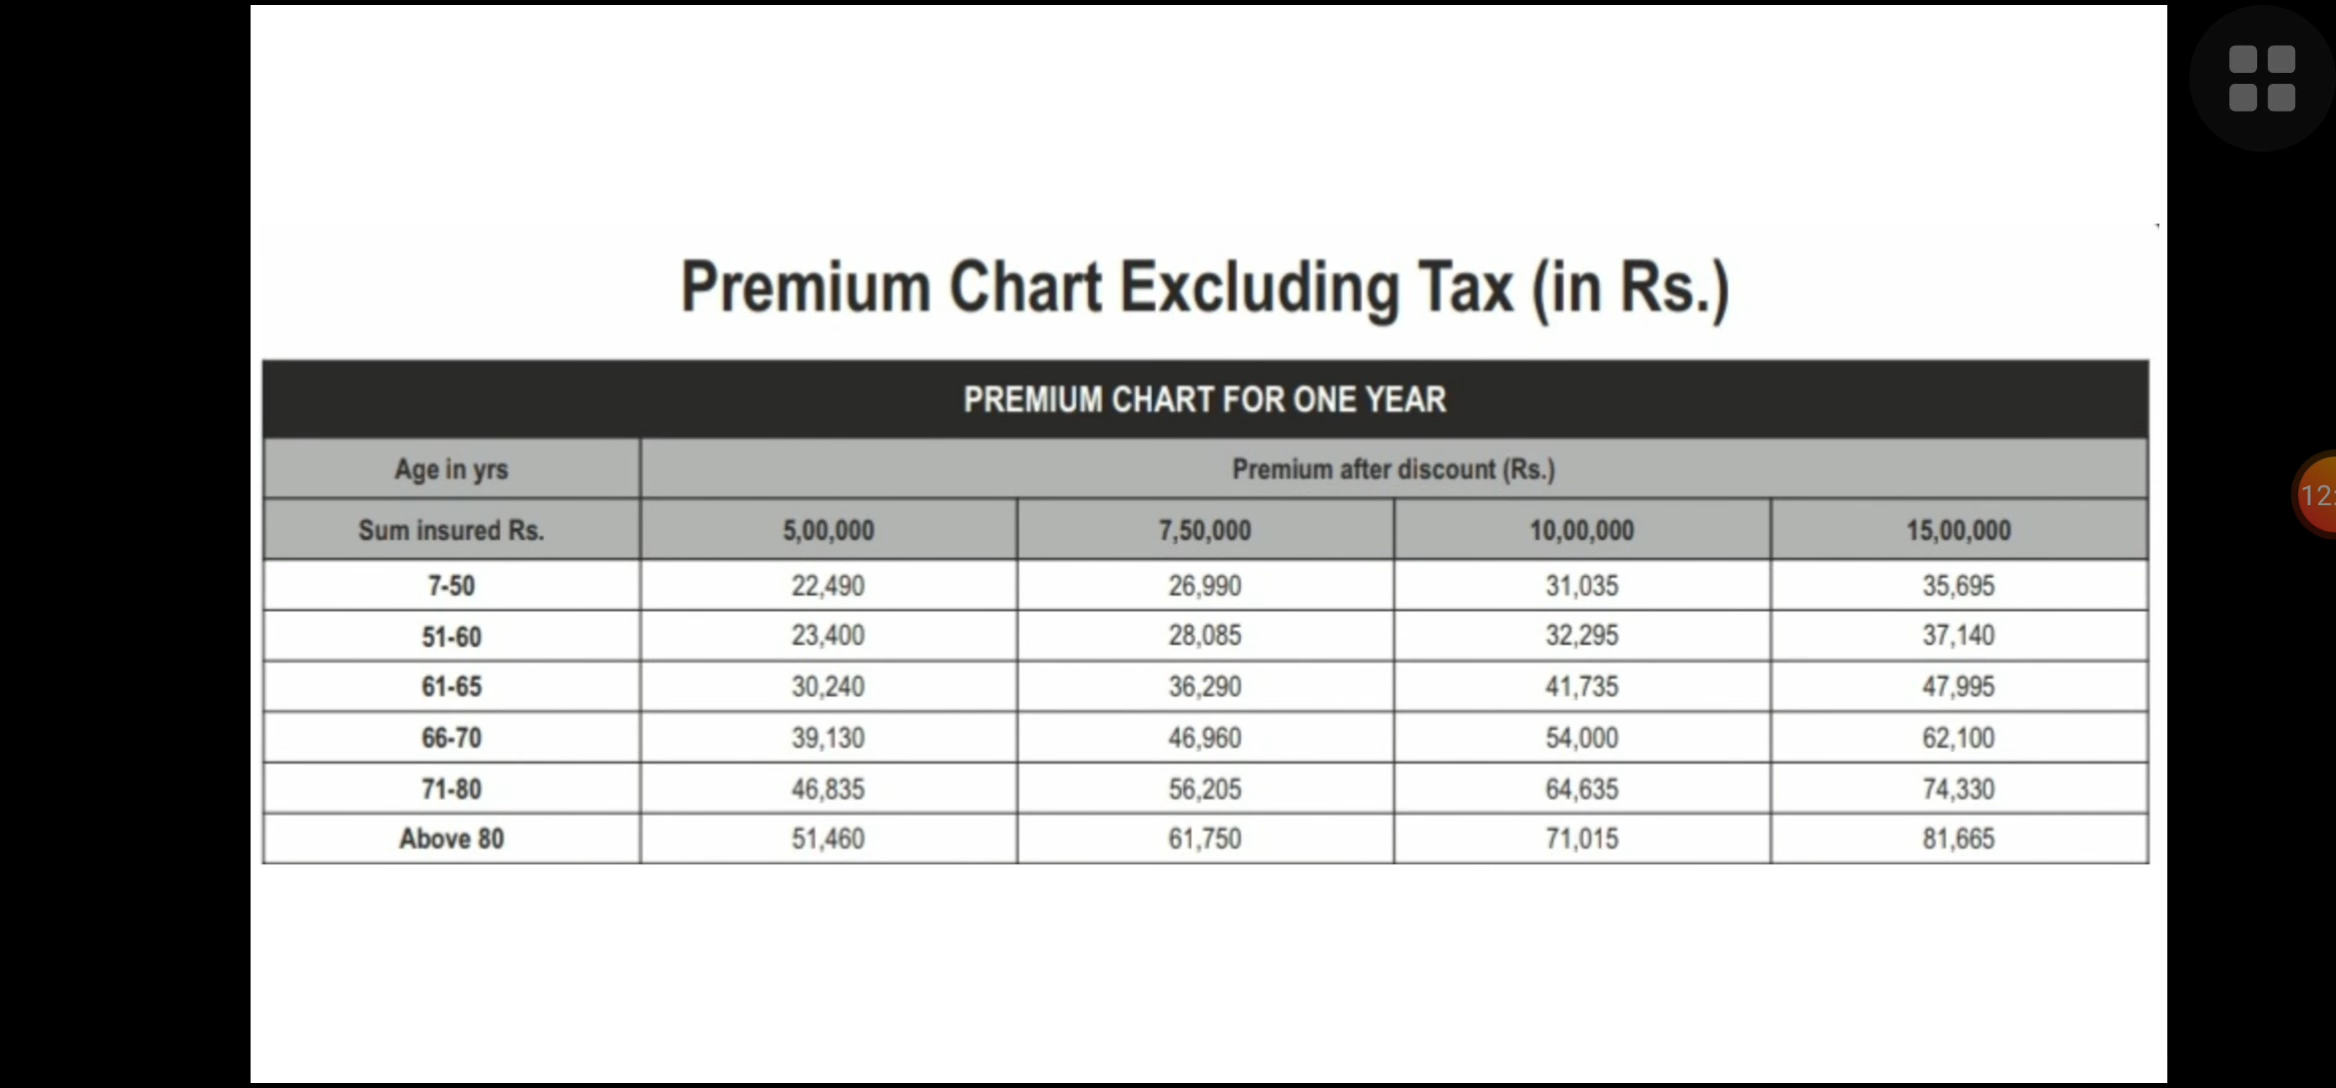 Premium Chart Excluding Tax (in Rs.)
PREMIUM CHART FOR ONE YEAR
Age in yrs Premium after discount (Rs.)
Sum insured Rs. 5,00,000 7,50,000 10,00,000 15,00,000
7-50 22,490 26,990 31,035 35,695
51-60 23,400 28,085 32,295 37,140
61-65 30,240 36,290 41,735 47,995
66-70 39,130 46,960 54,000 62,100
71-80 46,835 56,205 64,635 74,330
Above 80 51,460 61,750 71,015 81,665
12: